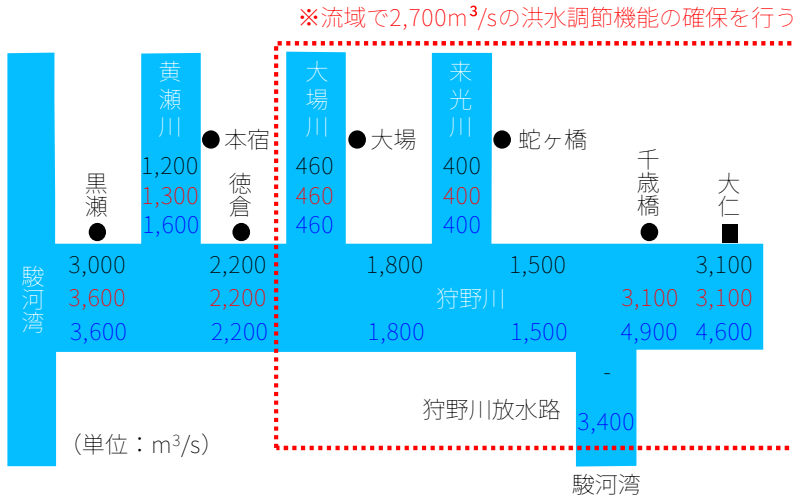 ※流域で2,700m³/sの洪水調節機能の確保を行う
黄瀬川
大場川
来光川
本宿
大場
蛇ヶ橋
1,200
460
400
1,300
460
400
1,600
460
400
黒瀬
徳倉
千歳橋
大仁
3,000
2,200
1,800
1,500
3,100
駿河湾
3,600
2,200
狩野川
3,100
3,100
3,600
2,200
1,800
1,500
4,900
4,600
-
狩野川放水路
3,400
（単位：m³/s）
駿河湾